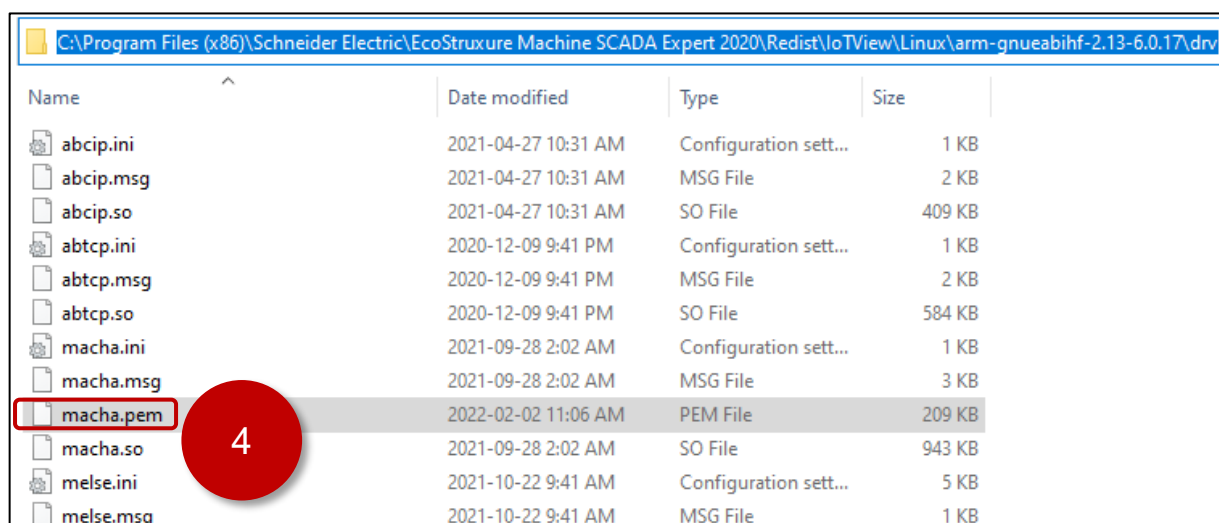 C:\Program Files (x86)\Schneider Electric\EcoStruxure Machine SCADA Expert 2020\Redist\IoTView\Linux\arm-gnueabihf-2.13-6.0.17\drv
Name Date modified Type Size
abcip.ini 2021-04-27 10:31 AM Configuration sett... 1 KB
abcip.msg 2021-04-27 10:31 AM MSG File 2 KB
abcip.so 2021-04-27 10:31 AM SO File 409 KB
abtcp.ini 2020-12-09 9:41 PM Configuration sett... 1 KB
abtcp.msg 2020-12-09 9:41 PM MSG File 2 KB
abtcp.so 2020-12-09 9:41 PM SO File 584 KB
macha.ini 2021-09-28 2:02 AM Configuration sett... 1 KB
macha.msg 2021-09-28 2:02 AM MSG File 3 KB
macha.pem 2022-02-02 11:06 AM PEM File 209 KB
4
macha.so 2021-09-28 2:02 AM SO File 943 KB
melse.ini 2021-10-22 9:41 AM Configuration sett... 5 KB
melse.msg 2021-10-22 9:41 AM MSG File 1 KB